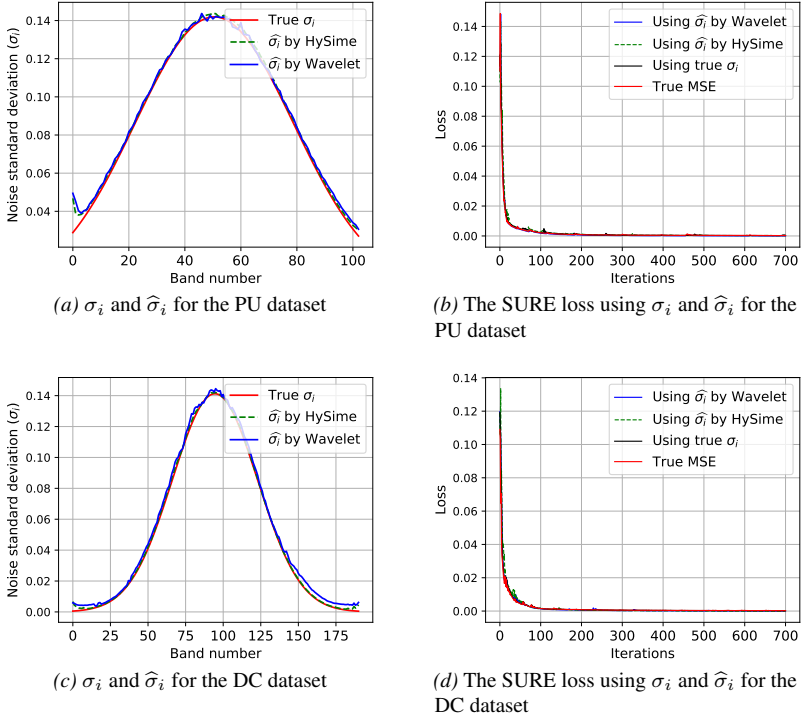 0.14
0.12
0.10
0.08
0.06
0.04
0 20 40 60 80 100
Noise standard deviation (σᵢ)
Band number
True σᵢ
σ̂ᵢ by HySime
σ̂ᵢ by Wavelet
(a) σᵢ and σ̂ᵢ for the PU dataset
0.14
0.12
0.10
0.08
0.06
0.04
0.02
0.00
0 100 200 300 400 500 600 700
Loss
Iterations
Using σ̂ᵢ by Wavelet
Using σ̂ᵢ by HySime
Using true σᵢ
True MSE
(b) The SURE loss using σᵢ and σ̂ᵢ for the
PU dataset
0.14
0.12
0.10
0.08
0.06
0.04
0.02
0.00
0 25 50 75 100 125 150 175
Noise standard deviation (σᵢ)
Band number
True σᵢ
σ̂ᵢ by HySime
σ̂ᵢ by Wavelet
(c) σᵢ and σ̂ᵢ for the DC dataset
0.14
0.12
0.10
0.08
0.06
0.04
0.02
0.00
0 100 200 300 400 500 600 700
Loss
Iterations
Using σ̂ᵢ by Wavelet
Using σ̂ᵢ by HySime
Using true σᵢ
True MSE
(d) The SURE loss using σᵢ and σ̂ᵢ for the
DC dataset